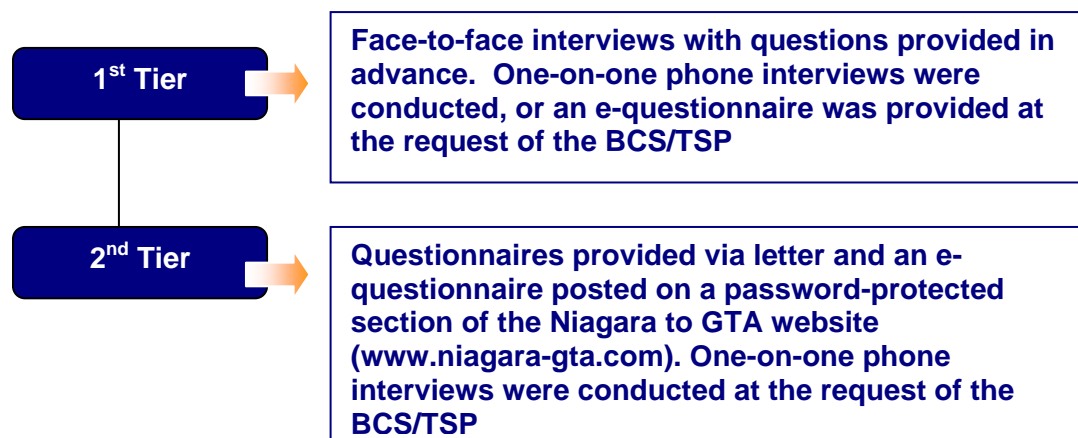 1st Tier
Face-to-face interviews with questions provided in
advance.  One-on-one phone interviews were
conducted, or an e-questionnaire was provided at
the request of the BCS/TSP
2nd Tier
Questionnaires provided via letter and an e-
questionnaire posted on a password-protected
section of the Niagara to GTA website
(www.niagara-gta.com). One-on-one phone
interviews were conducted at the request of the
BCS/TSP